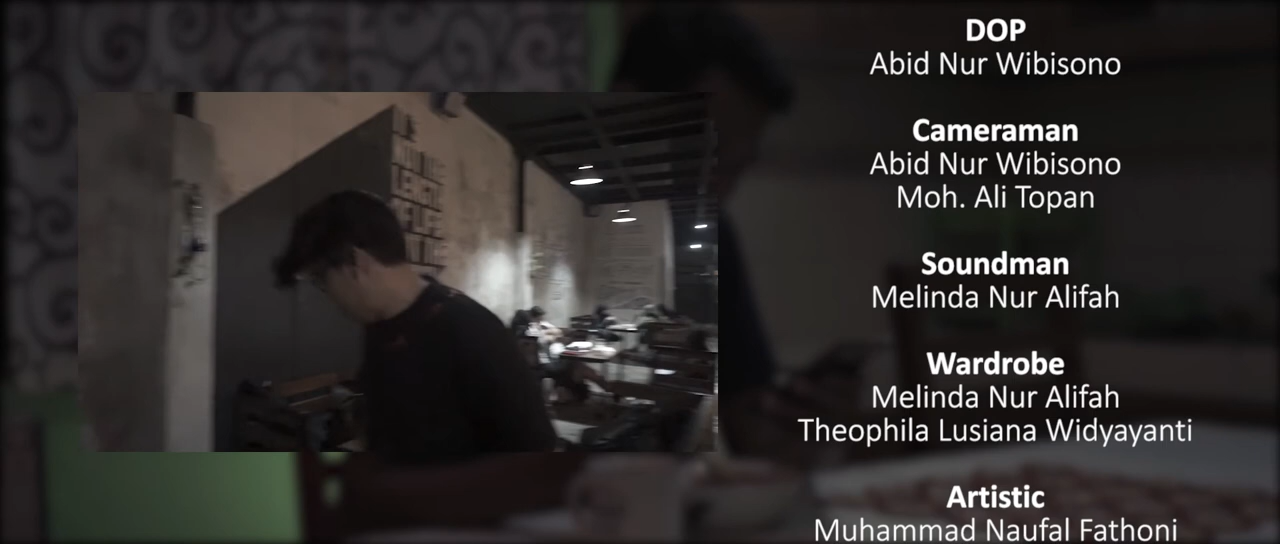 DOP
Abid Nur Wibisono
Cameraman
Abid Nur Wibisono
Moh. Ali Topan
Soundman
Melinda Nur Alifah
Wardrobe
Melinda Nur Alifah
Theophila Lusiana Widyayanti
Artistic
Muhammad Naufal Fathoni